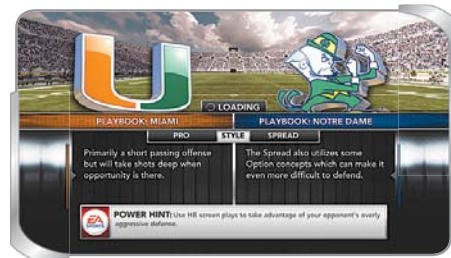 LOADING
PLAYBOOK: MIAMI
PLAYBOOK: NOTRE DAME
PRO STYLE SPREAD
Primarily a short passing offense
but will take shots deep when
opportunity is there.
The Spread also utilizes some
Option concepts which can make it
even more difficult to defend.
EA
SPORTS
POWER HINT: Use HB screen plays to take advantage of your opponent's overly
aggressive defense.